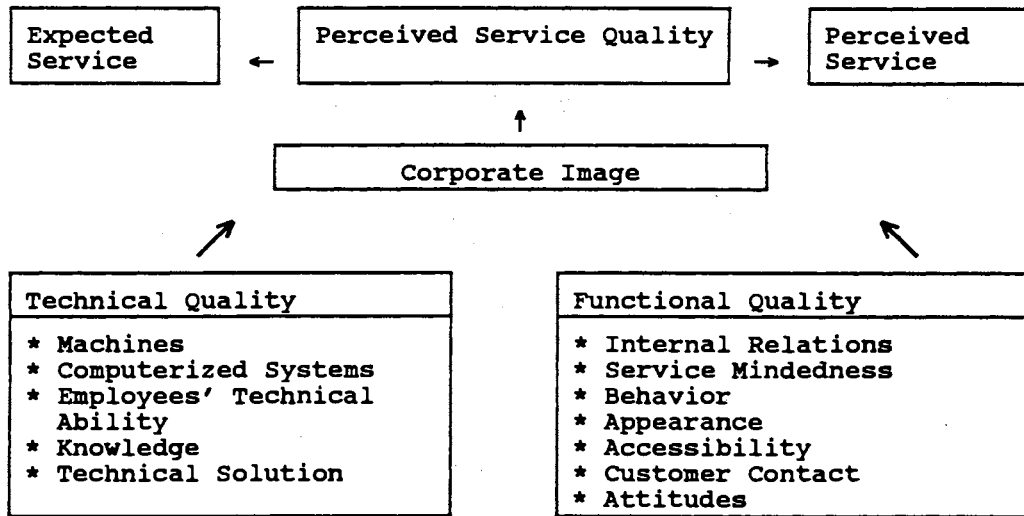 Expected
Service
←
Perceived Service Quality
→
Perceived
Service
↑
Corporate Image
Technical Quality
* Machines
* Computerized Systems
* Employees' Technical
Ability
* Knowledge
* Technical Solution
Functional Quality
* Internal Relations
* Service Mindedness
* Behavior
* Appearance
* Accessibility
* Customer Contact
* Attitudes